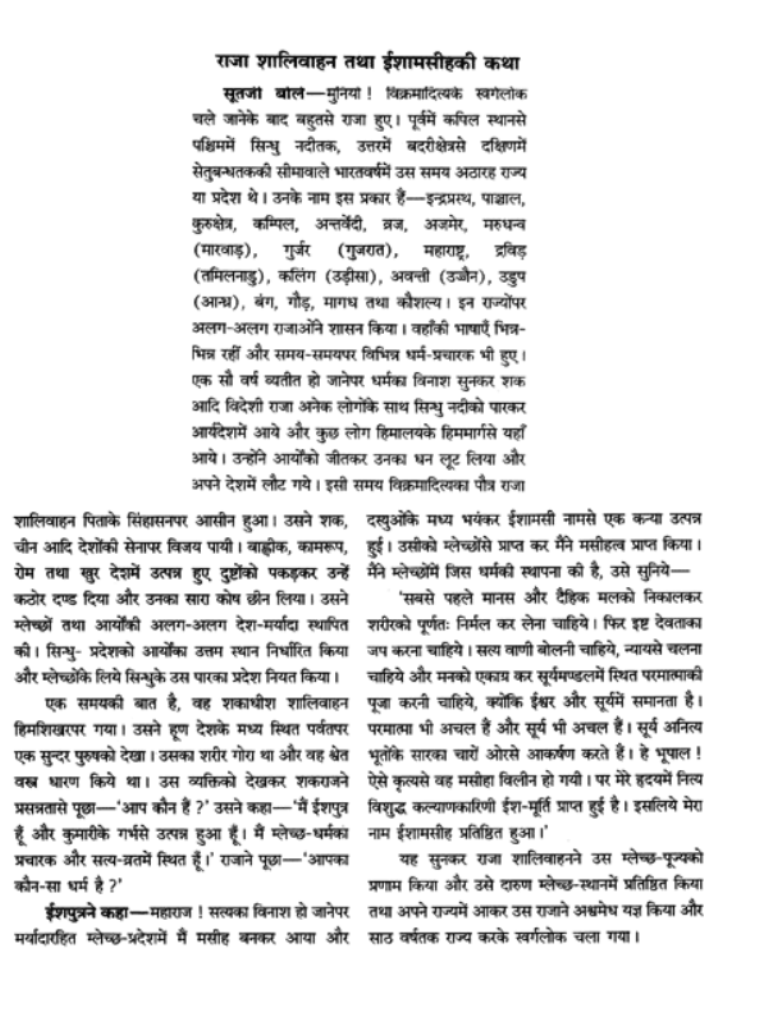 राजा शालिवाहन तथा ईशामसीहकी कथा
सूतजी बोले—मुनियो ! विक्रमादित्यके स्वर्गलोक
चले जानेके बाद बहुतसे राजा हुए। पूर्वमें कपिल स्थानसे
पश्चिममें सिन्धु नदीतक, उत्तरमें बदरीक्षेत्रसे दक्षिणमें
सेतुबन्धतककी सीमावाले भारतवर्षमें उस समय अठारह राज्य
या प्रदेश थे। उनके नाम इस प्रकार हैं—इन्द्रप्रस्थ, पाञ्चाल,
कुरुक्षेत्र, कम्पिल, अन्तर्वेदी, व्रज, अजमेर, मरुधन्व
(मारवाड़), गुर्जर (गुजरात), महाराष्ट्र, द्रविड़
(तमिलनाडु), कलिंग (उड़ीसा), अवन्ती (उज्जैन), उडुप
(आन्ध्र), बंग, गौड़, मागध तथा कौशल्य। इन राज्योंपर
अलग-अलग राजाओंने शासन किया। वहाँकी भाषाएँ भिन्न-
भिन्न रहीं और समय-समयपर विभिन्न धर्म-प्रचारक भी हुए।
एक सौ वर्ष व्यतीत हो जानेपर धर्मका विनाश सुनकर शक
आदि विदेशी राजा अनेक लोगोंके साथ सिन्धु नदीको पारकर
आर्यदेशमें आये और कुछ लोग हिमालयके हिममार्गसे यहाँ
आये। उन्होंने आर्योंको जीतकर उनका धन लूट लिया और
अपने देशमें लौट गये। इसी समय विक्रमादित्यका पौत्र राजा
शालिवाहन पिताके सिंहासनपर आसीन हुआ। उसने शक,
चीन आदि देशोंकी सेनापर विजय पायी। बाह्लीक, कामरूप,
रोम तथा खुर देशमें उत्पन्न हुए दुष्टोंको पकड़कर उन्हें
कठोर दण्ड दिया और उनका सारा कोष छीन लिया। उसने
म्लेच्छों तथा आर्योंकी अलग-अलग देश-मर्यादा स्थापित
की। सिन्धु- प्रदेशको आर्योंका उत्तम स्थान निर्धारित किया
और म्लेच्छोंके लिये सिन्धुके उस पारका प्रदेश नियत किया।
एक समयकी बात है, वह शकाधीश शालिवाहन
हिमशिखरपर गया। उसने हूण देशके मध्य स्थित पर्वतपर
एक सुन्दर पुरुषको देखा। उसका शरीर गोरा था और वह श्वेत
वस्त्र धारण किये था। उस व्यक्तिको देखकर शकराजने
प्रसन्नतासे पूछा—'आप कौन हैं ?' उसने कहा—'मैं ईशपुत्र
हूँ और कुमारीके गर्भसे उत्पन्न हुआ हूँ। मैं म्लेच्छ-धर्मका
प्रचारक और सत्य-व्रतमें स्थित हूँ।' राजाने पूछा—'आपका
कौन-सा धर्म है ?'
ईशपुत्रने कहा—महाराज ! सत्यका विनाश हो जानेपर
मर्यादारहित म्लेच्छ-प्रदेशमें मैं मसीह बनकर आया और
दस्युओंके मध्य भयंकर ईशामसी नामसे एक कन्या उत्पन्न
हुई। उसीको म्लेच्छोंसे प्राप्त कर मैंने मसीहत्व प्राप्त किया।
मैंने म्लेच्छोंमें जिस धर्मकी स्थापना की है, उसे सुनिये—
'सबसे पहले मानस और दैहिक मलको निकालकर
शरीरको पूर्णतः निर्मल कर लेना चाहिये। फिर इष्ट देवताका
जप करना चाहिये। सत्य वाणी बोलनी चाहिये, न्यायसे चलना
चाहिये और मनको एकाग्र कर सूर्यमण्डलमें स्थित परमात्माकी
पूजा करनी चाहिये, क्योंकि ईश्वर और सूर्यमें समानता है।
परमात्मा भी अचल हैं और सूर्य भी अचल हैं। सूर्य अनित्य
भूतोंके सारका चारों ओरसे आकर्षण करते हैं। हे भूपाल !
ऐसे कृत्यसे वह मसीहा विलीन हो गयी। पर मेरे हृदयमें नित्य
विशुद्ध कल्याणकारिणी ईश-मूर्ति प्राप्त हुई है। इसलिये मेरा
नाम ईशामसीह प्रतिष्ठित हुआ।'
यह सुनकर राजा शालिवाहनने उस म्लेच्छ-पूज्यको
प्रणाम किया और उसे दारुण म्लेच्छ-स्थानमें प्रतिष्ठित किया
तथा अपने राज्यमें आकर उस राजाने अश्वमेध यज्ञ किया और
साठ वर्षतक राज्य करके स्वर्गलोक चला गया।